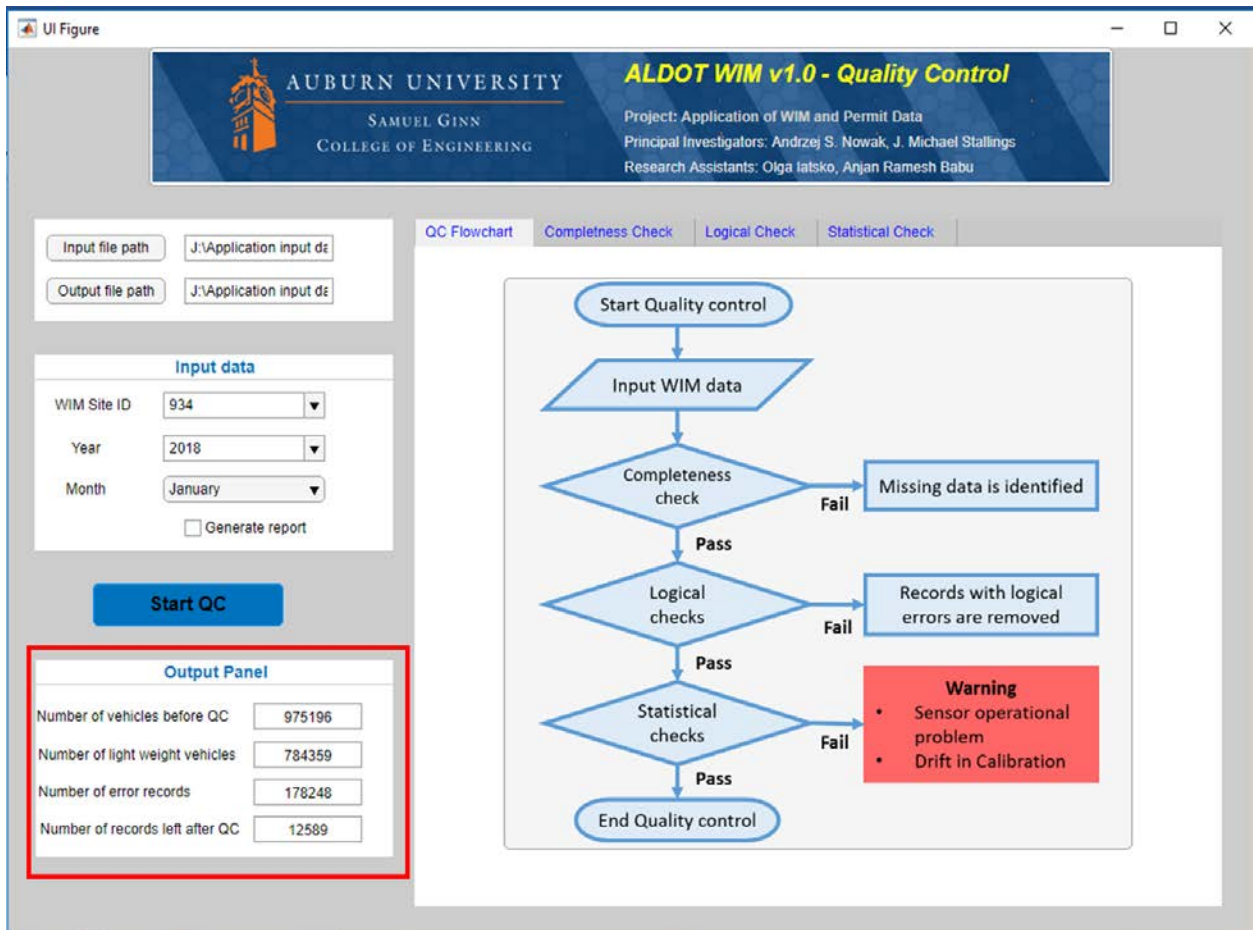 UI Figure
AUBURN UNIVERSITY
SAMUEL GINN
COLLEGE OF ENGINEERING
ALDOT WIM v1.0 - Quality Control
Project: Application of WIM and Permit Data
Principal Investigators: Andrzej S. Nowak, J. Michael Stallings
Research Assistants: Olga Iatsko, Anjan Ramesh Babu
Input file path
J:\Application input da
Output file path
J:\Application input da
Input data
WIM Site ID
934
Year
2018
Month
January
Generate report
Start QC
Output Panel
Number of vehicles before QC
975196
Number of light weight vehicles
784359
Number of error records
178248
Number of records left after QC
12589
QC Flowchart
Completness Check
Logical Check
Statistical Check
Start Quality control
Input WIM data
Completeness
check
Fail
Missing data is identified
Pass
Logical
checks
Fail
Records with logical
errors are removed
Pass
Statistical
checks
Fail
Warning
• Sensor operational
problem
• Drift in Calibration
Pass
End Quality control